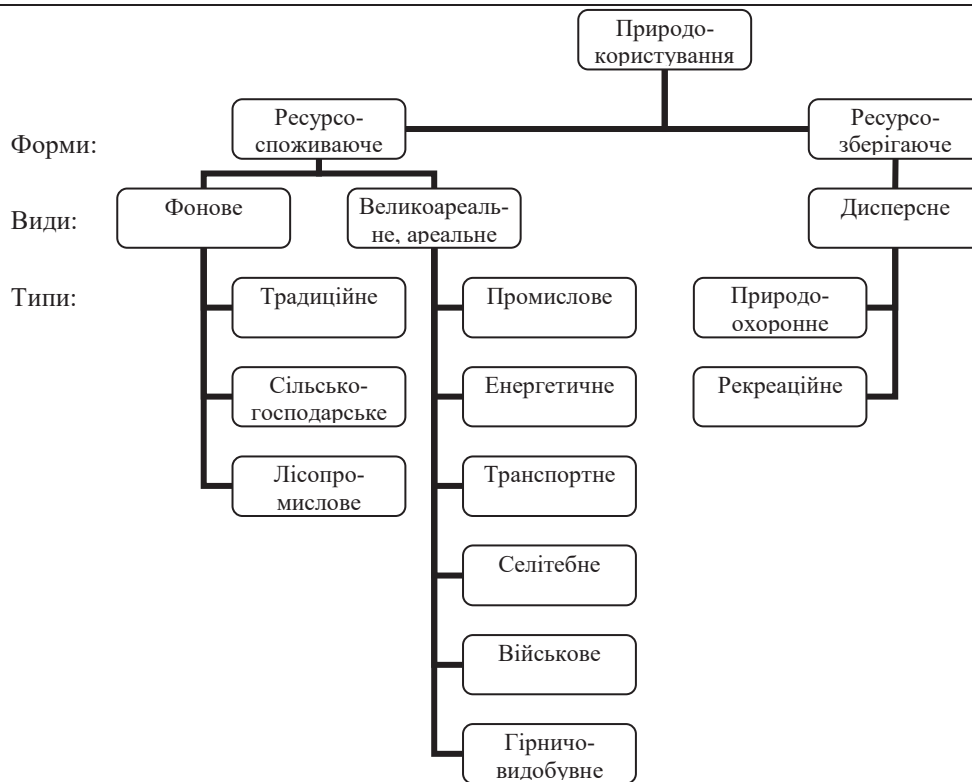 Природо-
користування
Форми:
Ресурсо-
споживаюче
Ресурсо-
зберігаюче
Види:
Фонове
Великоареаль-
не, ареальне
Дисперсне
Типи:
Традиційне
Промислове
Природо-
охоронне
Сільсько-
господарське
Енергетичне
Рекреаційне
Лісопро-
мислове
Транспортне
Селітебне
Військове
Гірничо-
видобувне